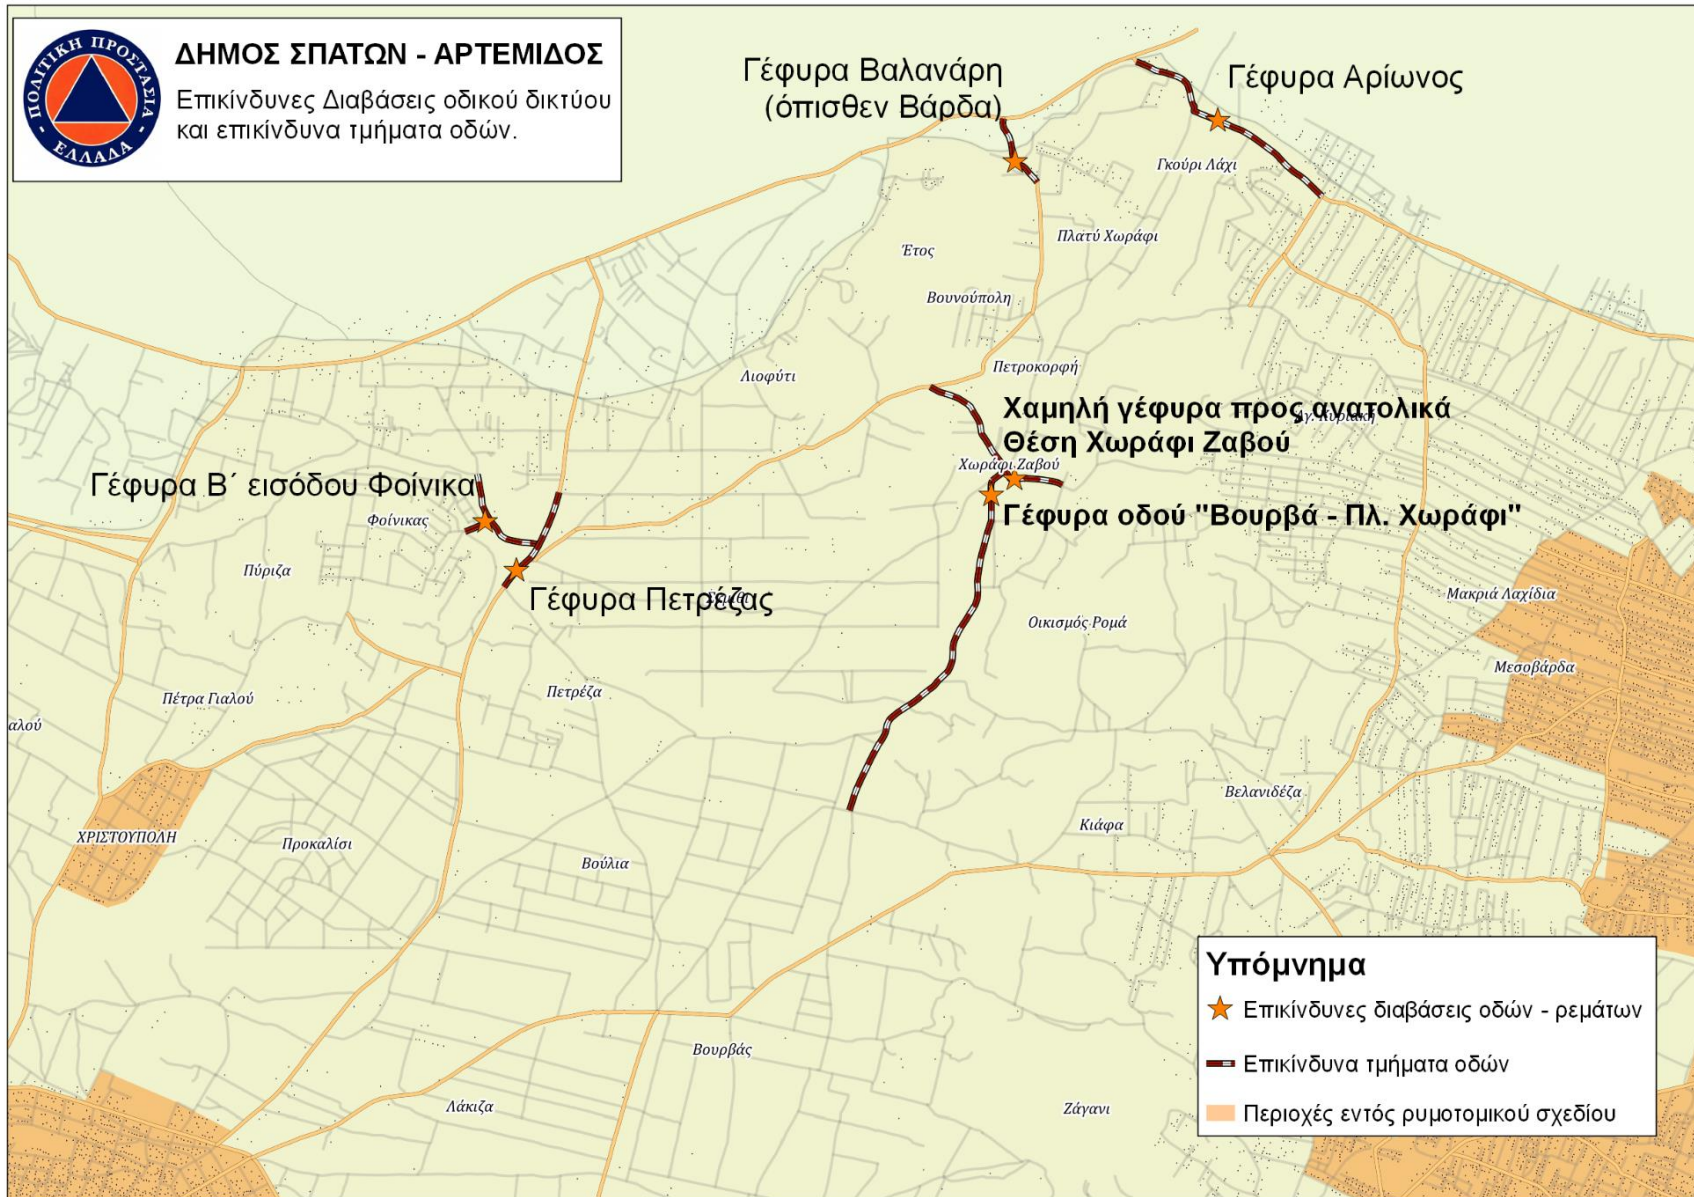 ΠΟΛΙΤΙΚΗ ΠΡΟΣΤΑΣΙΑ
ΕΛΛΑΔΑ
ΔΗΜΟΣ ΣΠΑΤΩΝ - ΑΡΤΕΜΙΔΟΣ
Επικίνδυνες Διαβάσεις οδικού δικτύου
και επικίνδυνα τμήματα οδών.
Γέφυρα Βαλανάρη
(όπισθεν Βάρδα)
Γέφυρα Αρίωνος
Γκούρι Λάχι
Πλατύ Χωράφι
Έτος
Βουνούπολη
Πετροκορφή
Λιοφύτι
Χαμηλή γέφυρα προς ανατολικά
Θέση Χωράφι Ζαβού
Αγ. Κυριακή
Χωράφι Ζαβού
Γέφυρα οδού "Βουρβά - Πλ. Χωράφι"
Γέφυρα Β΄ εισόδου Φοίνικα
Φοίνικας
Πύριζα
Γέφυρα Πετρέζας
Οικισμός Ρομά
Μακριά Λαχίδια
Μεσοβάρδα
Πετρέζα
Πέτρα Γιαλού
αλού
Βελανιδέζα
Κιάφα
ΧΡΙΣΤΟΥΠΟΛΗ
Προκαλίσι
Βούλια
Βουρβάς
Λάκιζα
Ζάγανι
Υπόμνημα
Επικίνδυνες διαβάσεις οδών - ρεμάτων
Επικίνδυνα τμήματα οδών
Περιοχές εντός ρυμοτομικού σχεδίου